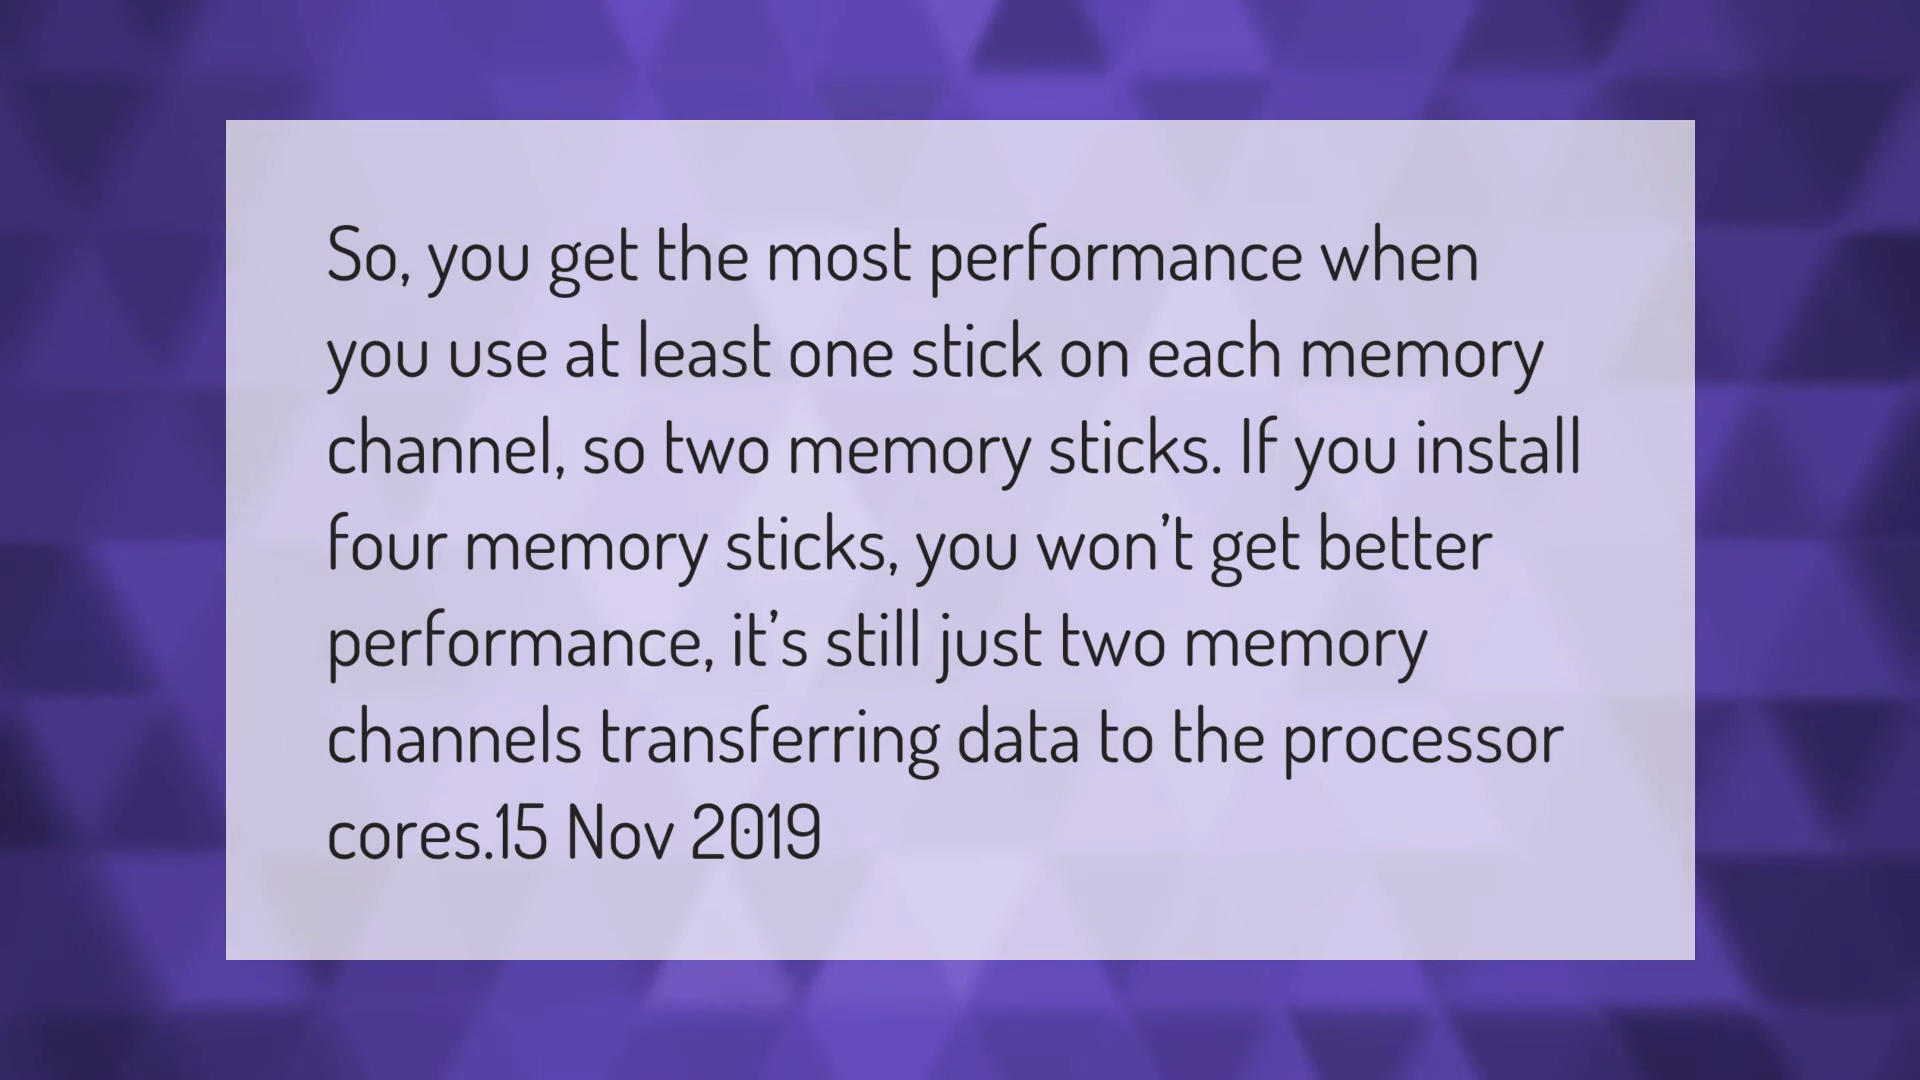 So, you get the most performance when
you use at least one stick on each memory
channel, so two memory sticks. If you install
four memory sticks, you won't get better
performance, it's still just two memory
channels transferring data to the processor
cores.15 Nov 2019